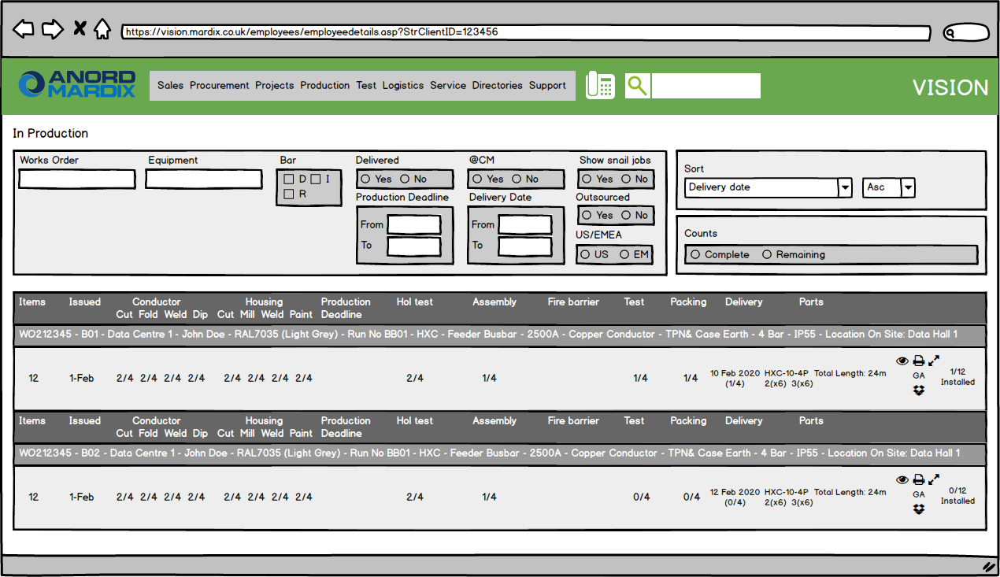 https://vision.mardix.co.uk/employees/employeedetails.asp?StrClientID=123456
ANORD
MARDIX
Sales Procurement Projects Production Test Logistics Service Directories Support
VISION
In Production
Works Order
Equipment
Bar
D I
R
Delivered
Yes No
Production Deadline
From
To
@CM
Yes No
Delivery Date
From
To
Show snail jobs
Yes No
Outsourced
Yes No
US/EMEA
US EM
Sort
Delivery date
Asc
Counts
Complete Remaining
Items Issued Conductor Housing Production Hol test Assembly Fire barrier Test Packing Delivery Parts
Cut Fold Weld Dip Cut Mill Weld Paint Deadline
WO212345 - B01 - Data Centre 1 - John Doe - RAL7035 (Light Grey) - Run No BB01 - HXC - Feeder Busbar - 2500A - Copper Conductor - TPN& Case Earth - 4 Bar - IP55 - Location On Site: Data Hall 1
12 1-Feb 2/4 2/4 2/4 2/4 2/4 2/4 2/4 2/4 2/4 1/4 1/4 1/4
10 Feb 2020
(1/4)
HXC-10-4P Total Length: 24m
2(x6) 3(x6)
GA
1/12
Installed
Items Issued Conductor Housing Production Hol test Assembly Fire barrier Test Packing Delivery Parts
Cut Fold Weld Dip Cut Mill Weld Paint Deadline
WO212345 - B02 - Data Centre 1 - John Doe - RAL7035 (Light Grey) - Run No BB01 - HXC - Feeder Busbar - 2500A - Copper Conductor - TPN& Case Earth - 4 Bar - IP55 - Location On Site: Data Hall 1
12 1-Feb 2/4 2/4 2/4 2/4 2/4 2/4 2/4 2/4 2/4 1/4 0/4 0/4
12 Feb 2020
(0/4)
HXC-10-4P Total Length: 24m
2(x6) 3(x6)
GA
0/12
Installed